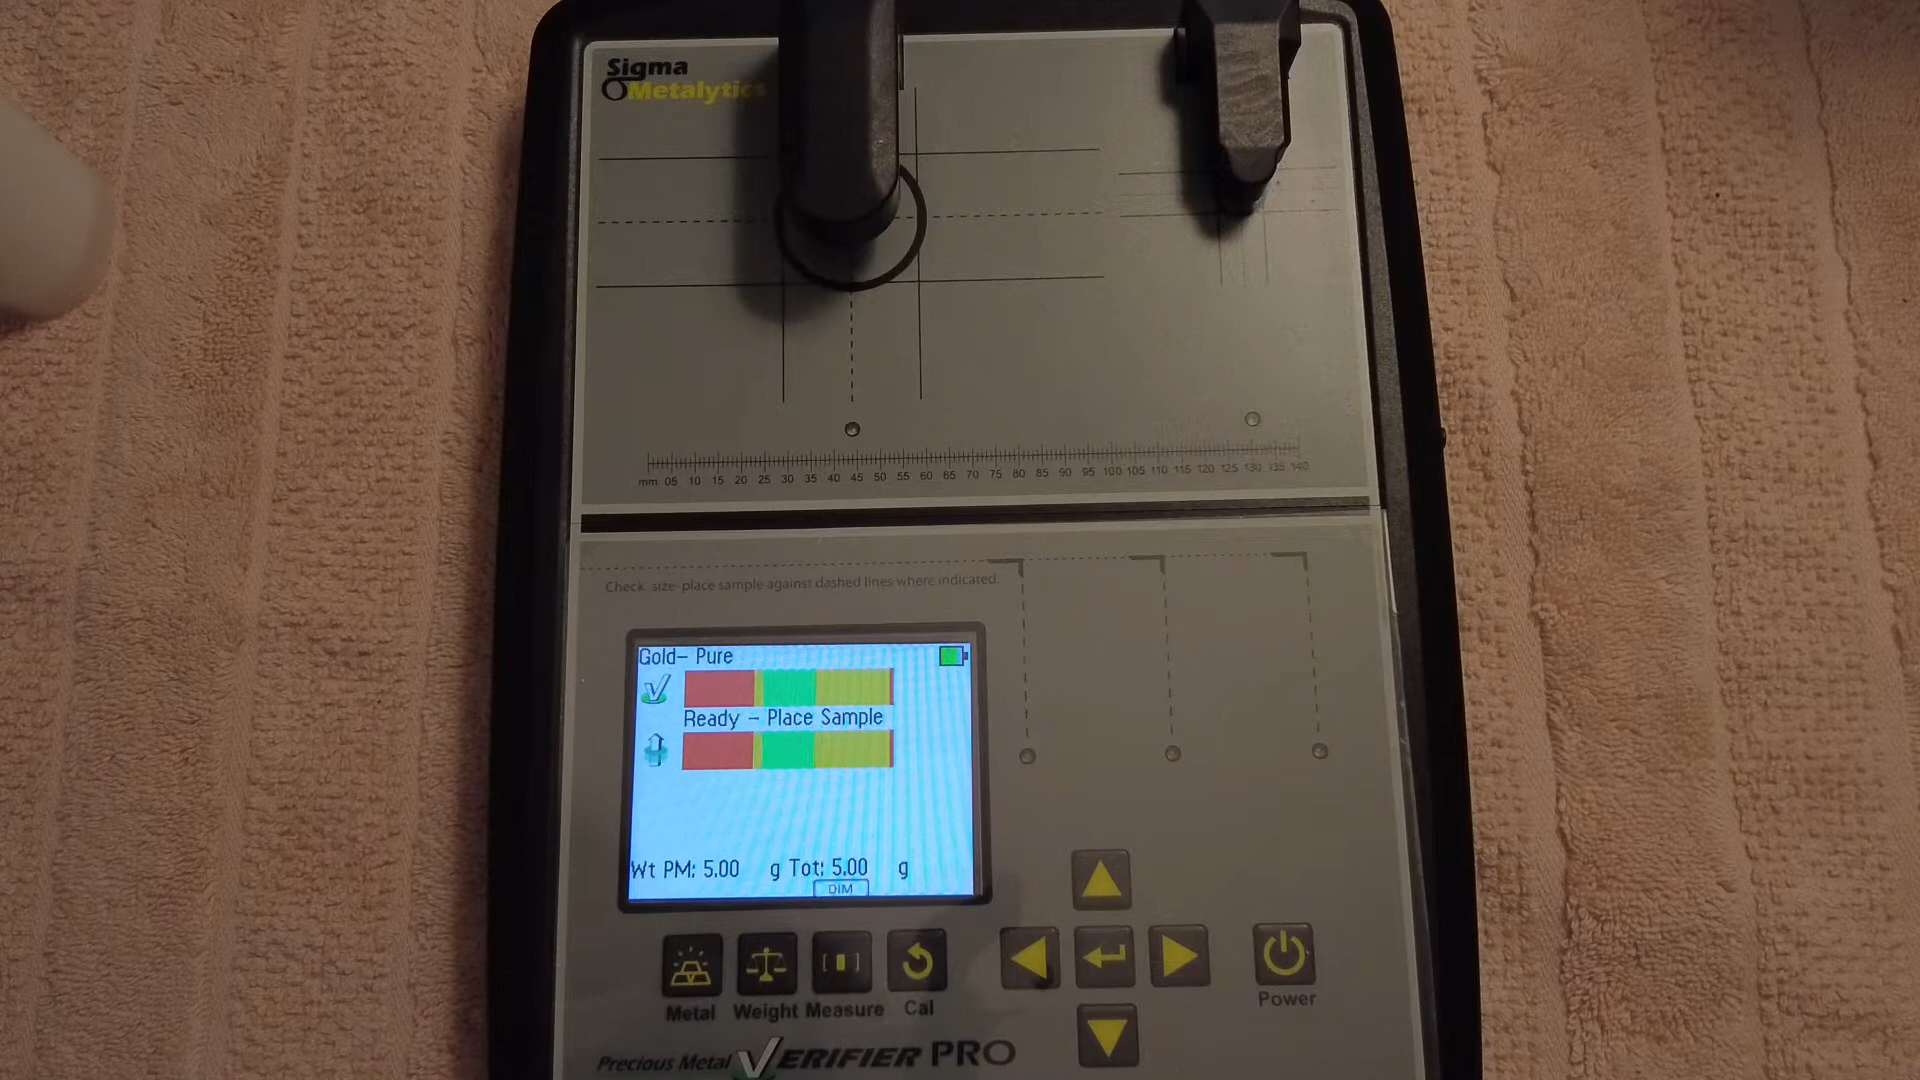 Sigma
Metalytics
mm 05 10 15 20 25 30 35 40 45 50 55 60 65 70 75 80 85 90 95 100 105 110 115 120 125 130 135 140
Check size-place sample against dashed lines where indicated.
Gold- Pure
Ready - Place Sample
Wt PM: 5.00 g Tot: 5.00 g
DIM
Metal Weight Measure Cal
Power
Precious Metal VERIFIER PRO